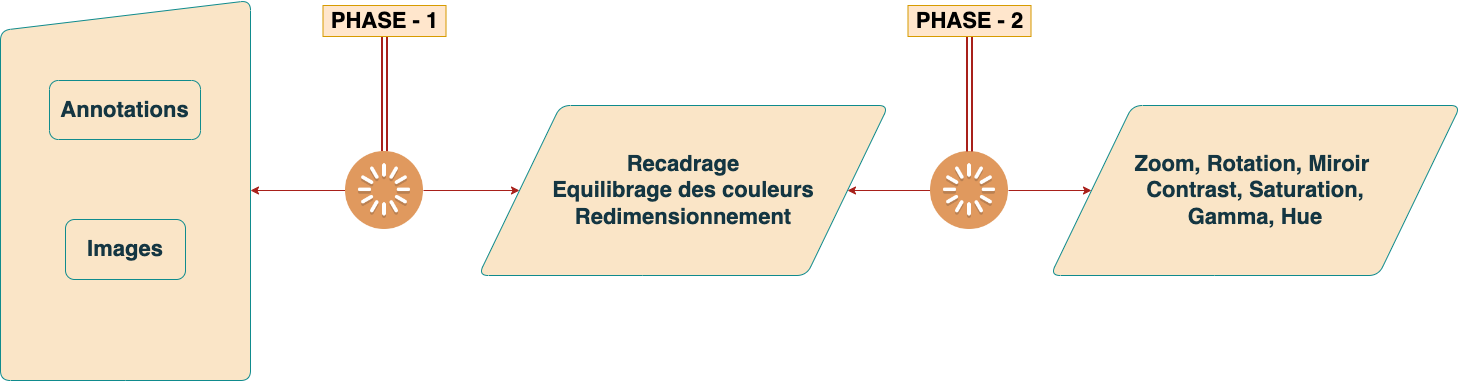 PHASE - 1
PHASE - 2
Annotations
Images
Recadrage
Equilibrage des couleurs
Redimensionnement
Zoom, Rotation, Miroir
Contrast, Saturation,
Gamma, Hue